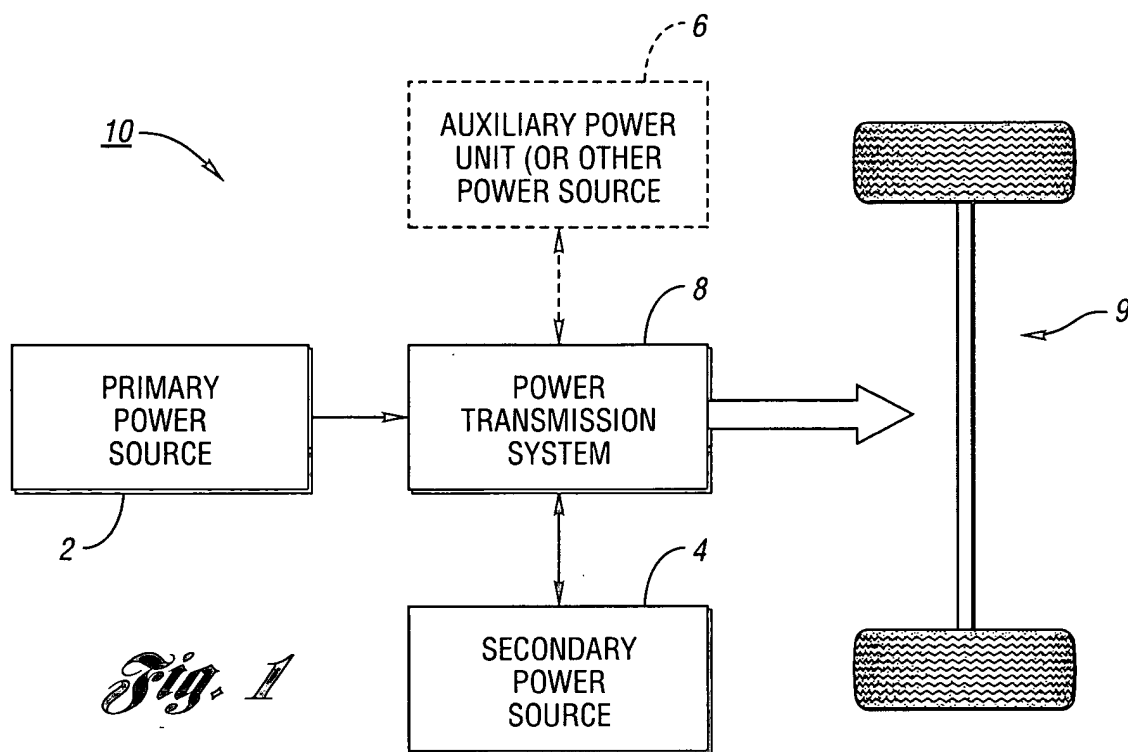 6
10
AUXILIARY POWER
UNIT (OR OTHER
POWER SOURCE
8
9
PRIMARY
POWER
SOURCE
POWER
TRANSMISSION
SYSTEM
2
4
SECONDARY
POWER
SOURCE
Fig. 1